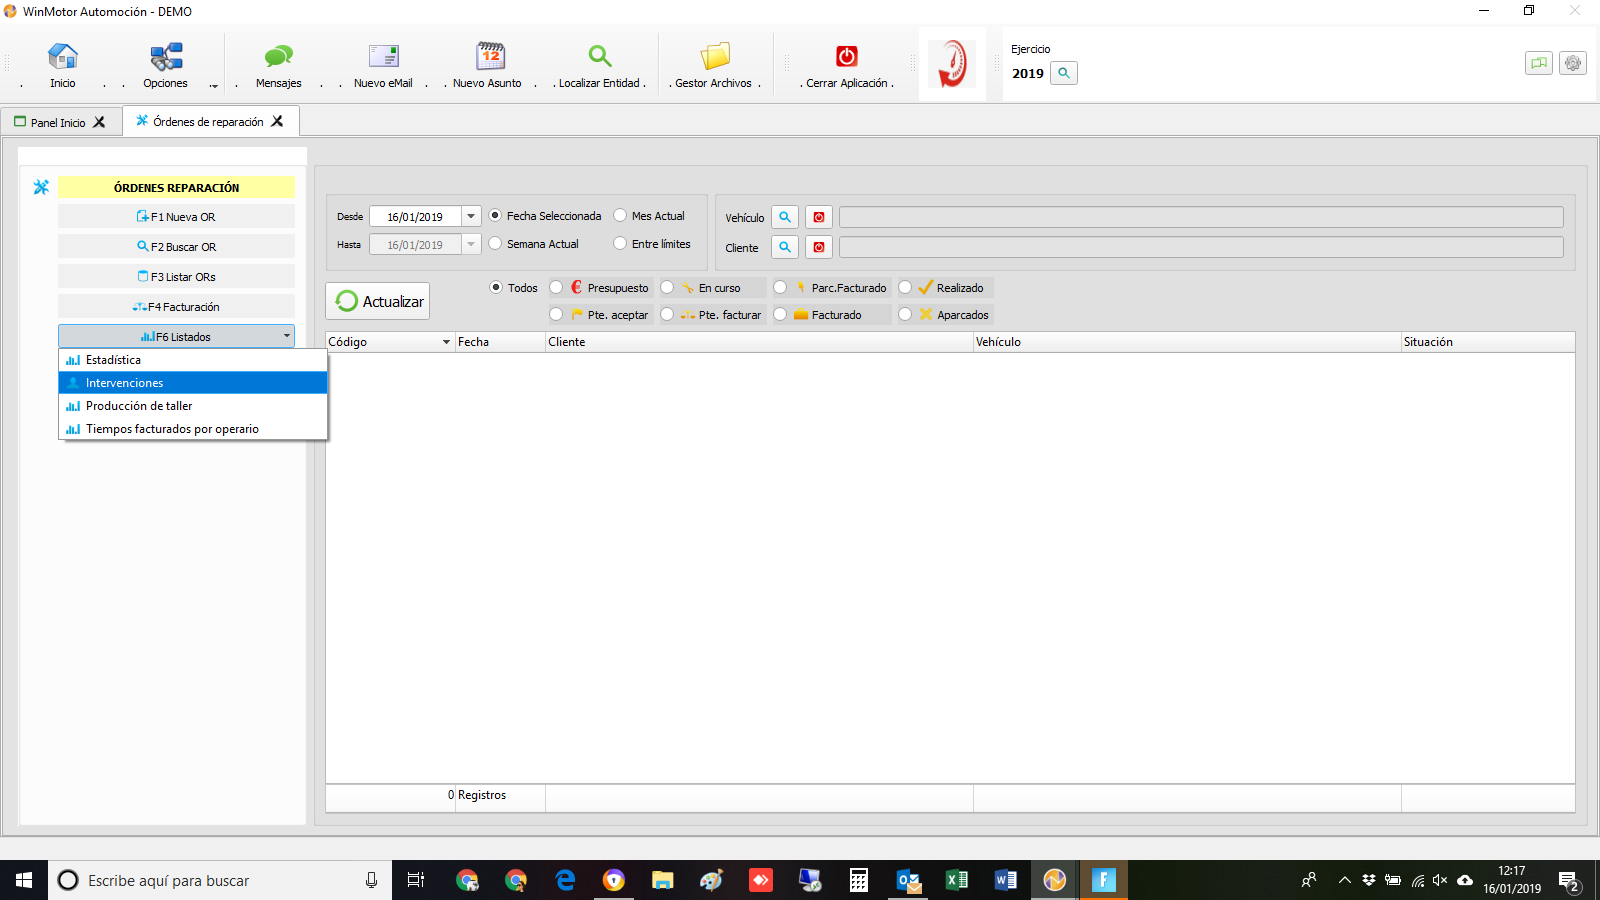 WinMotor Automoción - DEMO
Inicio
Opciones
Mensajes
Nuevo eMail
Nuevo Asunto
Localizar Entidad
Gestor Archivos
Cerrar Aplicación
Ejercicio
2019
Panel Inicio
Órdenes de reparación
ÓRDENES REPARACIÓN
F1 Nueva OR
F2 Buscar OR
F3 Listar ORs
F4 Facturación
F6 Listados
Estadística
Intervenciones
Producción de taller
Tiempos facturados por operario
Desde 16/01/2019 Fecha Seleccionada Mes Actual
Hasta 16/01/2019 Semana Actual Entre límites
Vehículo
Cliente
Actualizar
Todos Presupuesto En curso Parc.Facturado Realizado
Pte. aceptar Pte. facturar Facturado Aparcados
Código Fecha Cliente Vehículo Situación
0 Registros
Escribe aquí para buscar
12:17
16/01/2019
2